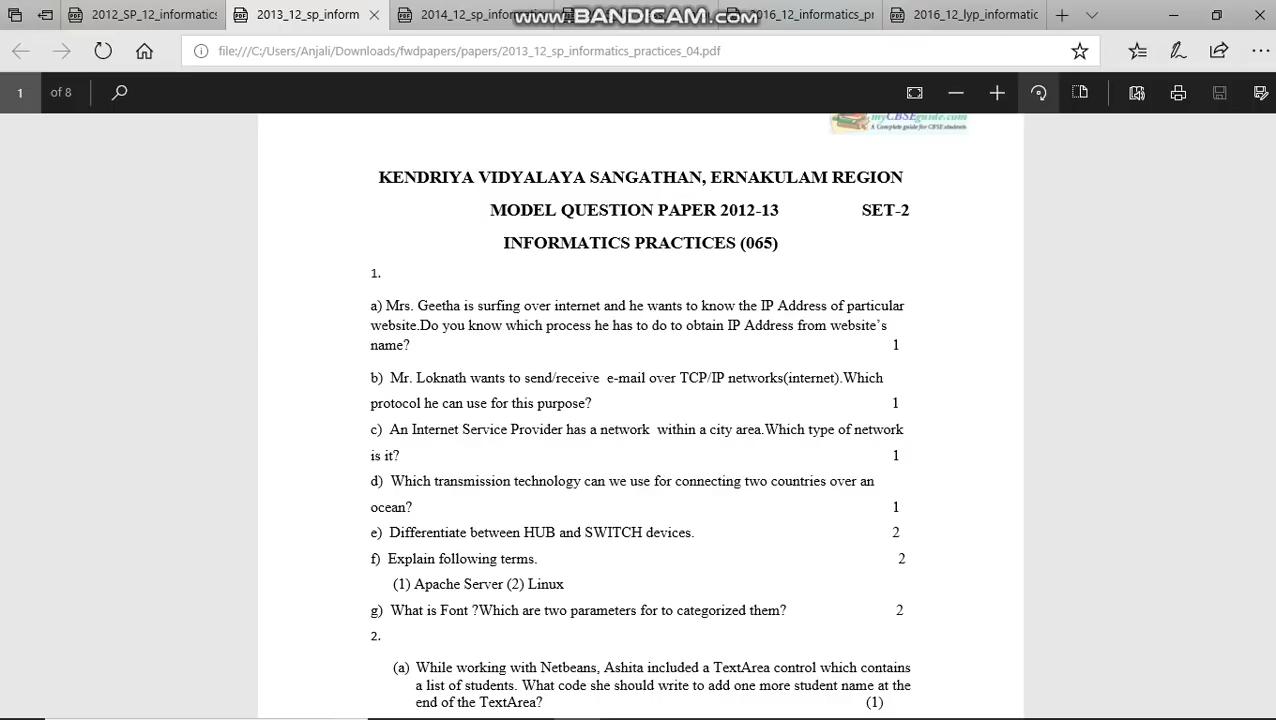 2012_SP_12_informatics
2013_12_sp_inform
2014_12_sp_inform
2016_12_informatics_pr
2016_12_lyp_informatic
www.BANDICAM.com
file:///C:/Users/Anjali/Downloads/fwdpapers/papers/2013_12_sp_informatics_practices_04.pdf
1 of 8
myCBSEguide.com
A Complete guide for CBSE students
KENDRIYA VIDYALAYA SANGATHAN, ERNAKULAM REGION
MODEL QUESTION PAPER 2012-13 SET-2
INFORMATICS PRACTICES (065)
1.
a) Mrs. Geetha is surfing over internet and he wants to know the IP Address of particular
website.Do you know which process he has to do to obtain IP Address from website's
name? 1
b) Mr. Loknath wants to send/receive e-mail over TCP/IP networks(internet).Which
protocol he can use for this purpose? 1
c) An Internet Service Provider has a network within a city area.Which type of network
is it? 1
d) Which transmission technology can we use for connecting two countries over an
ocean? 1
e) Differentiate between HUB and SWITCH devices. 2
f) Explain following terms. 2
(1) Apache Server (2) Linux
g) What is Font ?Which are two parameters for to categorized them? 2
2.
(a) While working with Netbeans, Ashita included a TextArea control which contains
a list of students. What code she should write to add one more student name at the
end of the TextArea? (1)